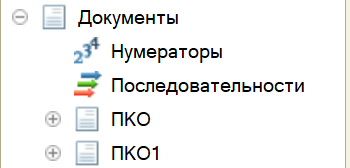 Документы
Нумераторы
Последовательности
ПКО
ПКО1